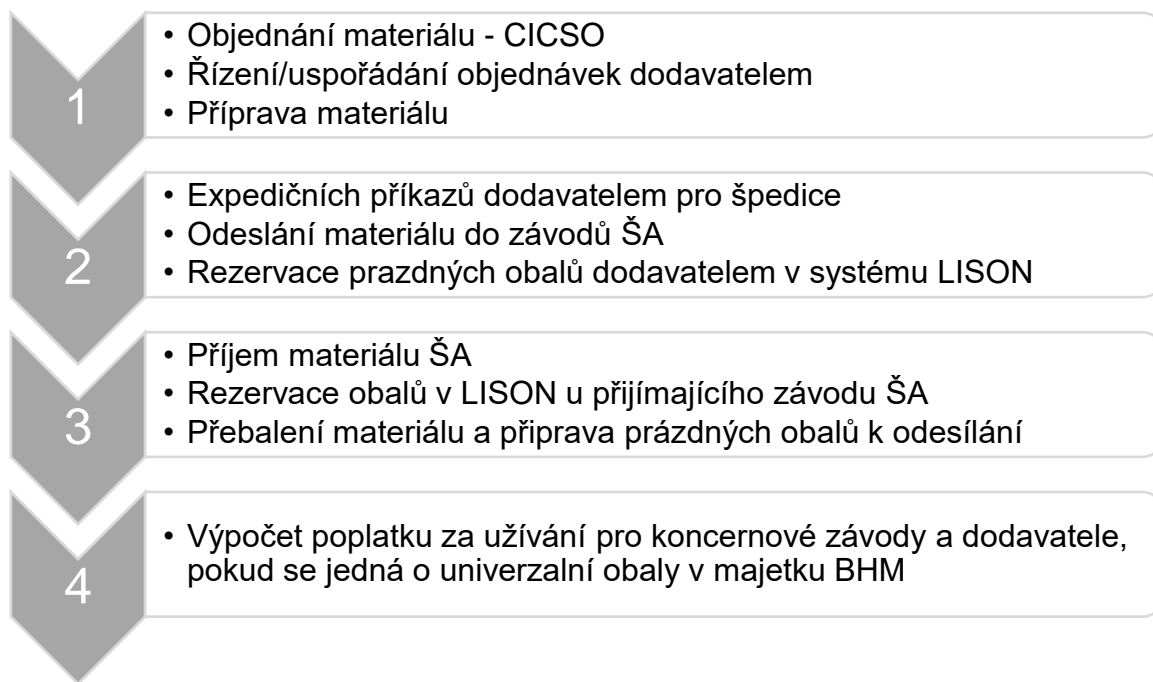 1
• Objednání materiálu - CICSO
• Řízení/uspořádání objednávek dodavatelem
• Příprava materiálu
2
• Expedičních příkazů dodavatelem pro špedice
• Odeslání materiálu do závodů ŠA
• Rezervace prazdných obalů dodavatelem v systému LISON
3
• Příjem materiálu ŠA
• Rezervace obalů v LISON u přijímajícího závodu ŠA
• Přebalení materiálu a připrava prázdných obalů k odesílání
4
• Výpočet poplatku za užívání pro koncernové závody a dodavatele,
pokud se jedná o univerzalní obaly v majetku BHM